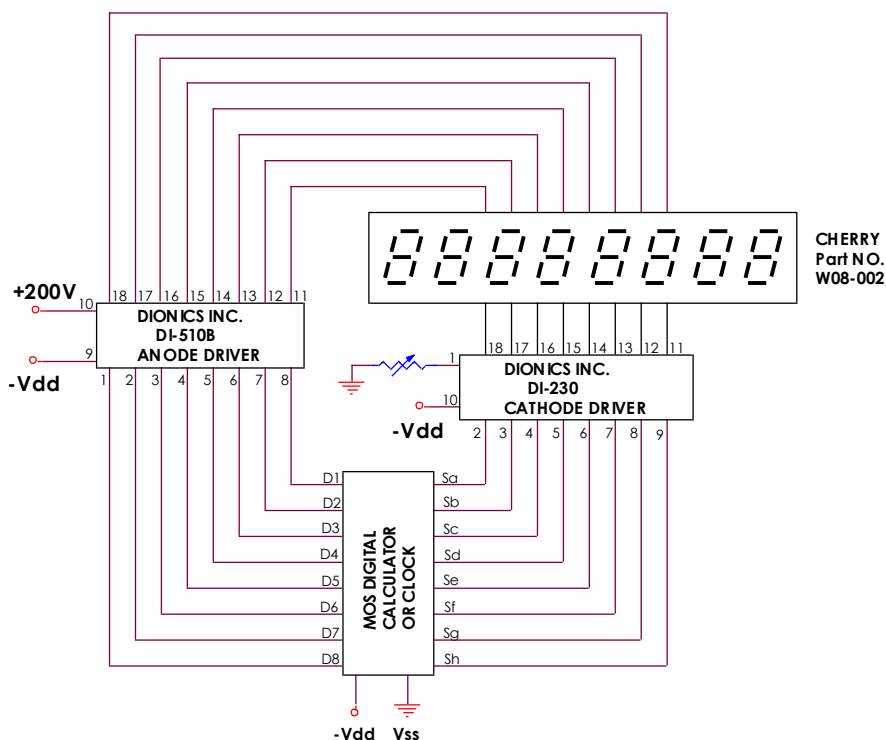 CHERRY
Part NO.
W08-002
+200V
10
18 17 16 15 14 13 12 11
DIONICS INC.
DI-510B
ANODE DRIVER
9
-Vdd
1 2 3 4 5 6 7 8
18 17 16 15 14 13 12 11
1
DIONICS INC.
DI-230
CATHODE DRIVER
10
-Vdd
2 3 4 5 6 7 8 9
D1 Sa
D2 Sb
D3 Sc
D4 Sd
D5 Se
D6 Sf
D7 Sg
D8 Sh
MOS DIGITAL
CALCULATOR
OR CLOCK
-Vdd Vss
88888888